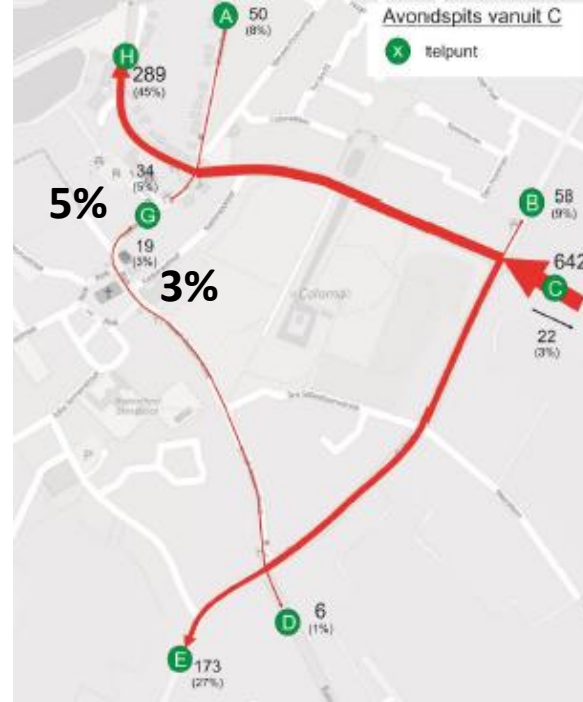 Avondspits vanuit C
x telpunt
A 50
(8%)
H 289
(45%)
34
(5%)
5%
G
19
(3%)
3%
B 58
(9%)
642
C
22
(3%)
Coloma
6
D (1%)
E 173
(27%)